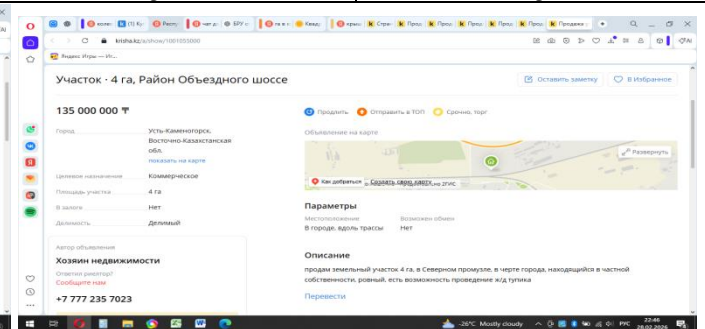 krisha.kz/a/show/1001033000
Яндекс Игры — Ис...
Участок · 4 га, Район Объездного шоссе
Оставить заметку
В Избранное
135 000 000 ₸
Продлить
Отправить в ТОП
Срочно, торг
Город
Усть-Каменогорск,
Восточно-Казахстанская
обл.
показать на карте
Объявление на карте
Развернуть
Как добраться
Создать свою карту
Целевое назначение
Коммерческое
Площадь участка
4 га
В залоге
Нет
Делимость
Делимый
Параметры
Местоположение
Возможен обмен
В городе, вдоль трассы
Нет
Автор объявления
Хозяин недвижимости
Ответил риелтор?
Сообщите нам
+7 777 235 7023
Описание
продам земельный участок 4 га, в Северном промузле, в черте города, находящийся в частной
собственности, ровный, есть возможность проведение ж/д тупика
Перевести
-26°C Mostly cloudy
РУС
22:46
28.02.2026